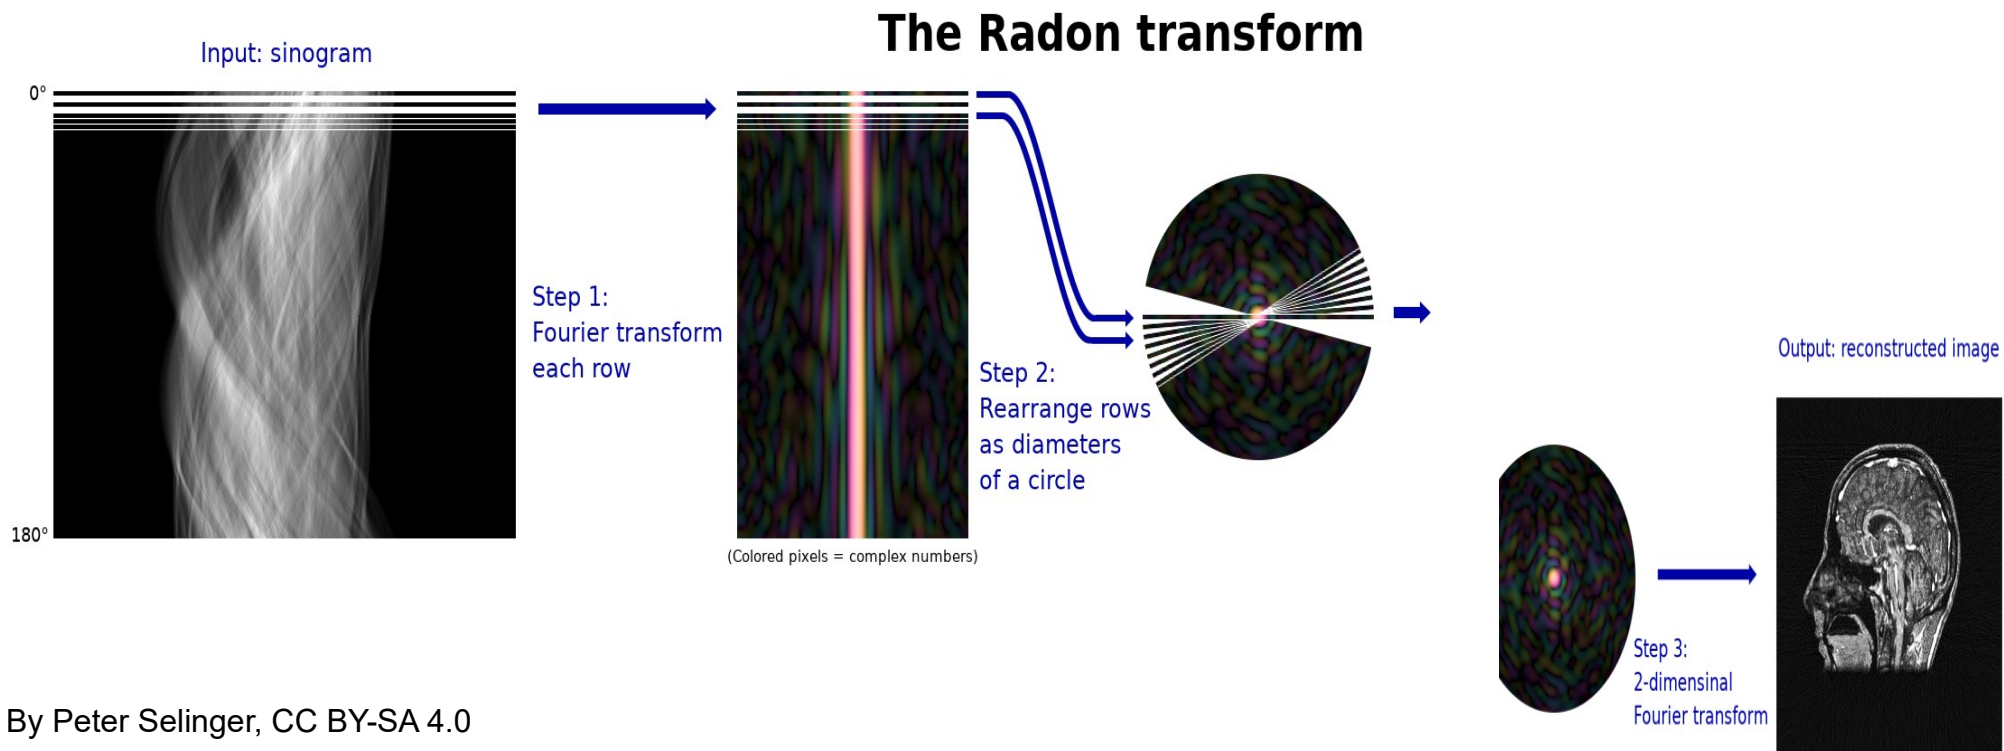 The Radon transform
Input: sinogram
0°
180°
Step 1:
Fourier transform
each row
(Colored pixels = complex numbers)
Step 2:
Rearrange rows
as diameters
of a circle
Step 3:
2-dimensinal
Fourier transform
Output: reconstructed image
By Peter Selinger, CC BY-SA 4.0